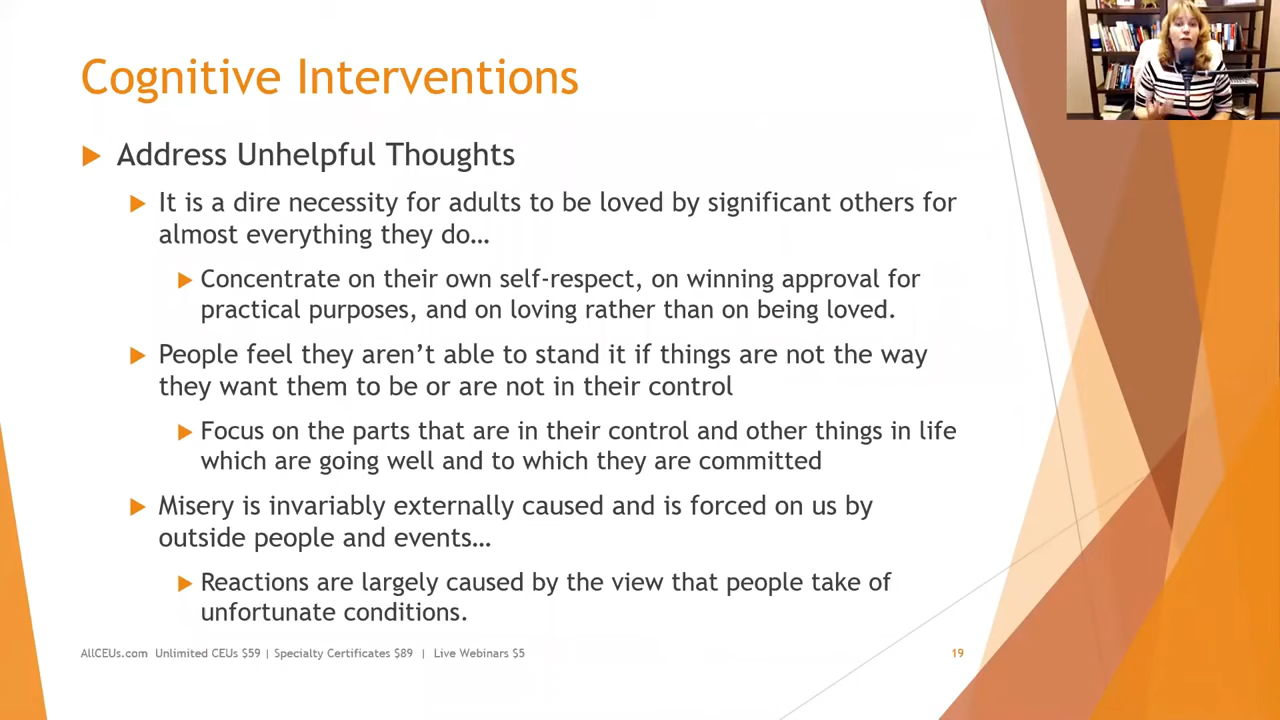 Cognitive Interventions
Address Unhelpful Thoughts
It is a dire necessity for adults to be loved by significant others for
almost everything they do…
Concentrate on their own self-respect, on winning approval for
practical purposes, and on loving rather than on being loved.
People feel they aren’t able to stand it if things are not the way
they want them to be or are not in their control
Focus on the parts that are in their control and other things in life
which are going well and to which they are committed
Misery is invariably externally caused and is forced on us by
outside people and events…
Reactions are largely caused by the view that people take of
unfortunate conditions.
AllCEUs.com Unlimited CEUs $59 | Specialty Certificates $89 | Live Webinars $5
19